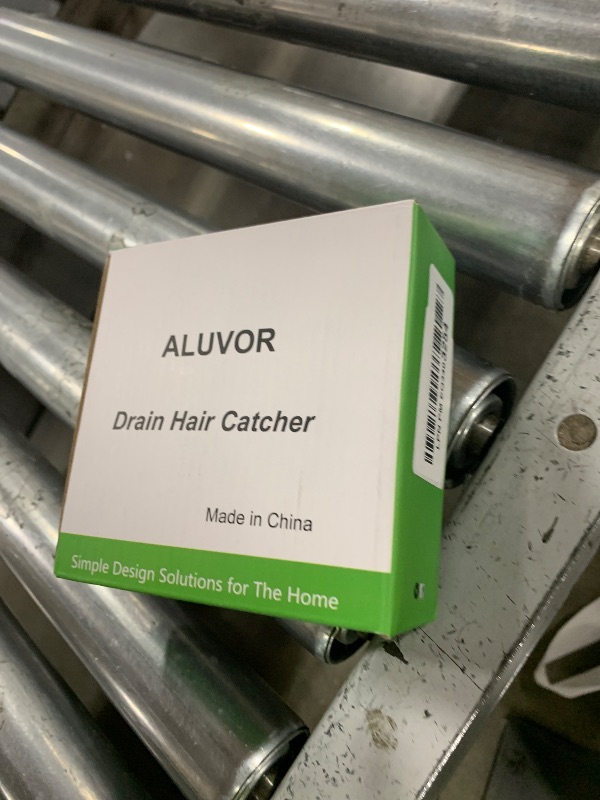 ALUVOR
Drain Hair Catcher
Made in China
Simple Design Solutions for The Home